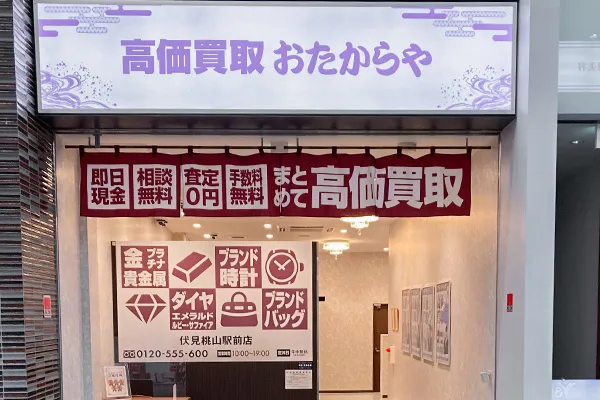 高価買取 おたからや
即日現金 相談無料 査定0円 手数料無料 まとめて 高価買取
金 プラチナ 貴金属
ブランド時計
ダイヤ エメラルド ルビー・サファイア
ブランドバッグ
伏見桃山駅前店
0120-555-600 10:00~19:00